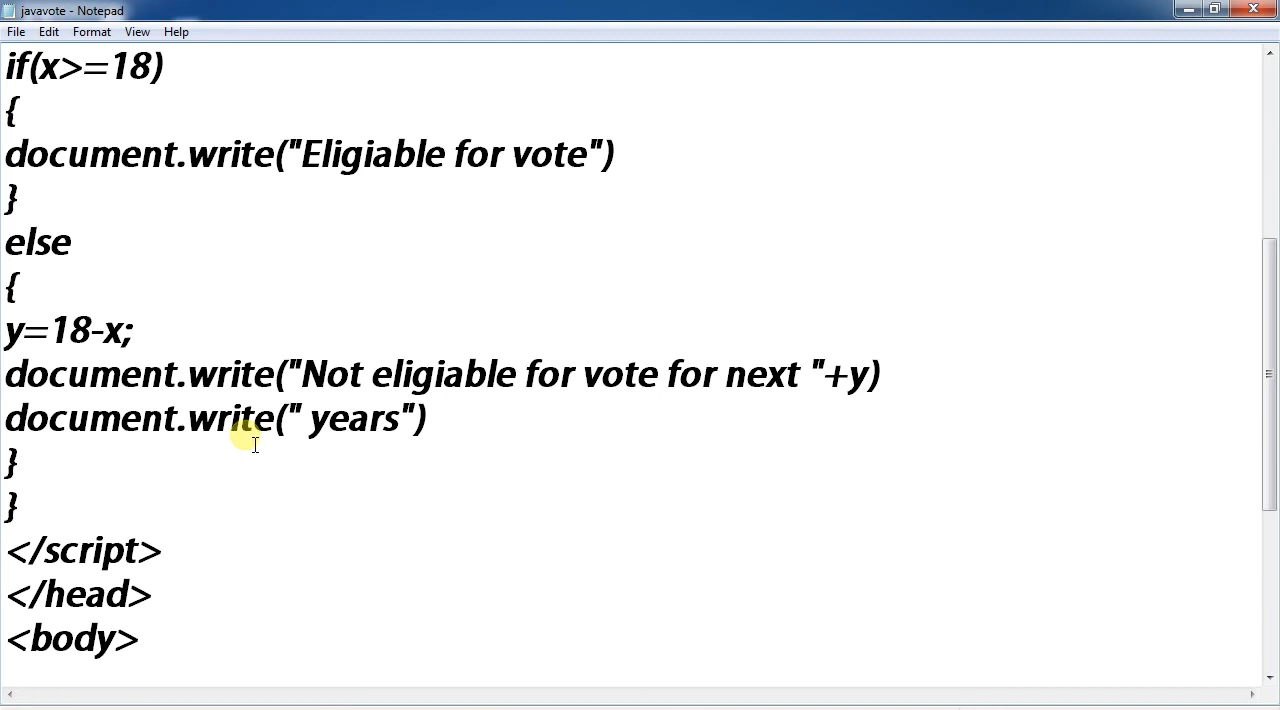 javavote - Notepad
File Edit Format View Help
if(x>=18)
{
document.write("Eligiable for vote")
}
else
{
y=18-x;
document.write("Not eligiable for vote for next "+y)
document.write(" years")
}
}
</script>
</head>
<body>